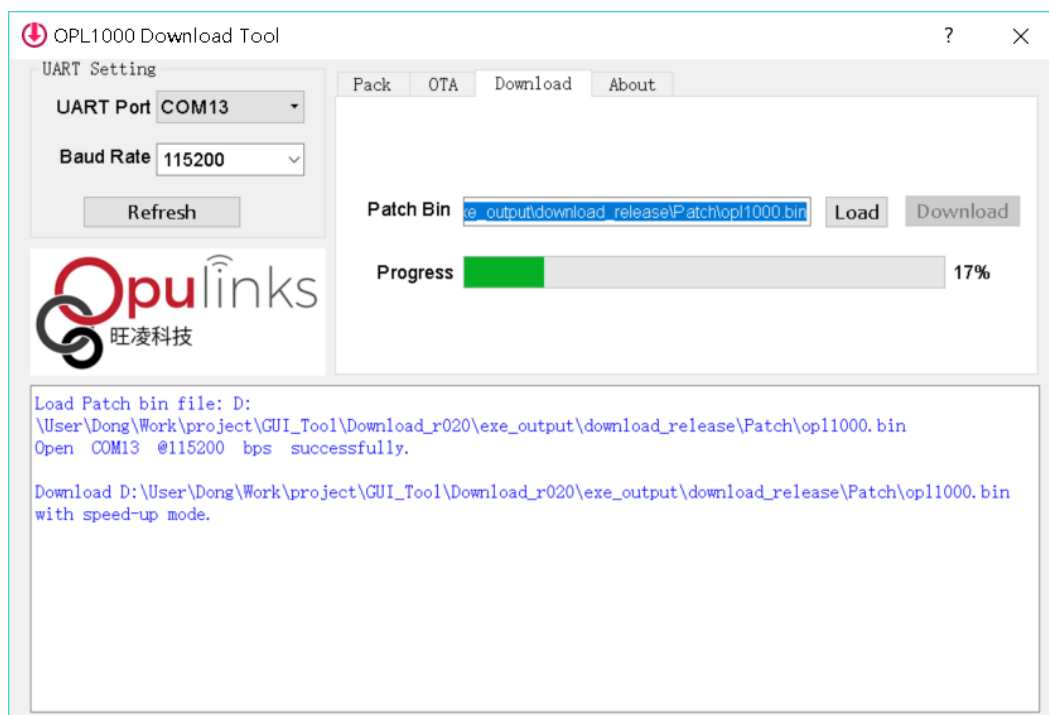 OPL1000 Download Tool
UART Setting
UART Port COM13
Baud Rate 115200
Refresh
Pack OTA Download About
Patch Bin xe_output\download_release\Patch\opl1000.bin Load Download
Progress 17%
Opulinks
旺凌科技
Load Patch bin file: D:
\User\Dong\Work\project\GUI_Tool\Download_r020\exe_output\download_release\Patch\opl1000.bin
Open COM13 @115200 bps successfully.
Download D:\User\Dong\Work\project\GUI_Tool\Download_r020\exe_output\download_release\Patch\opl1000.bin
with speed-up mode.